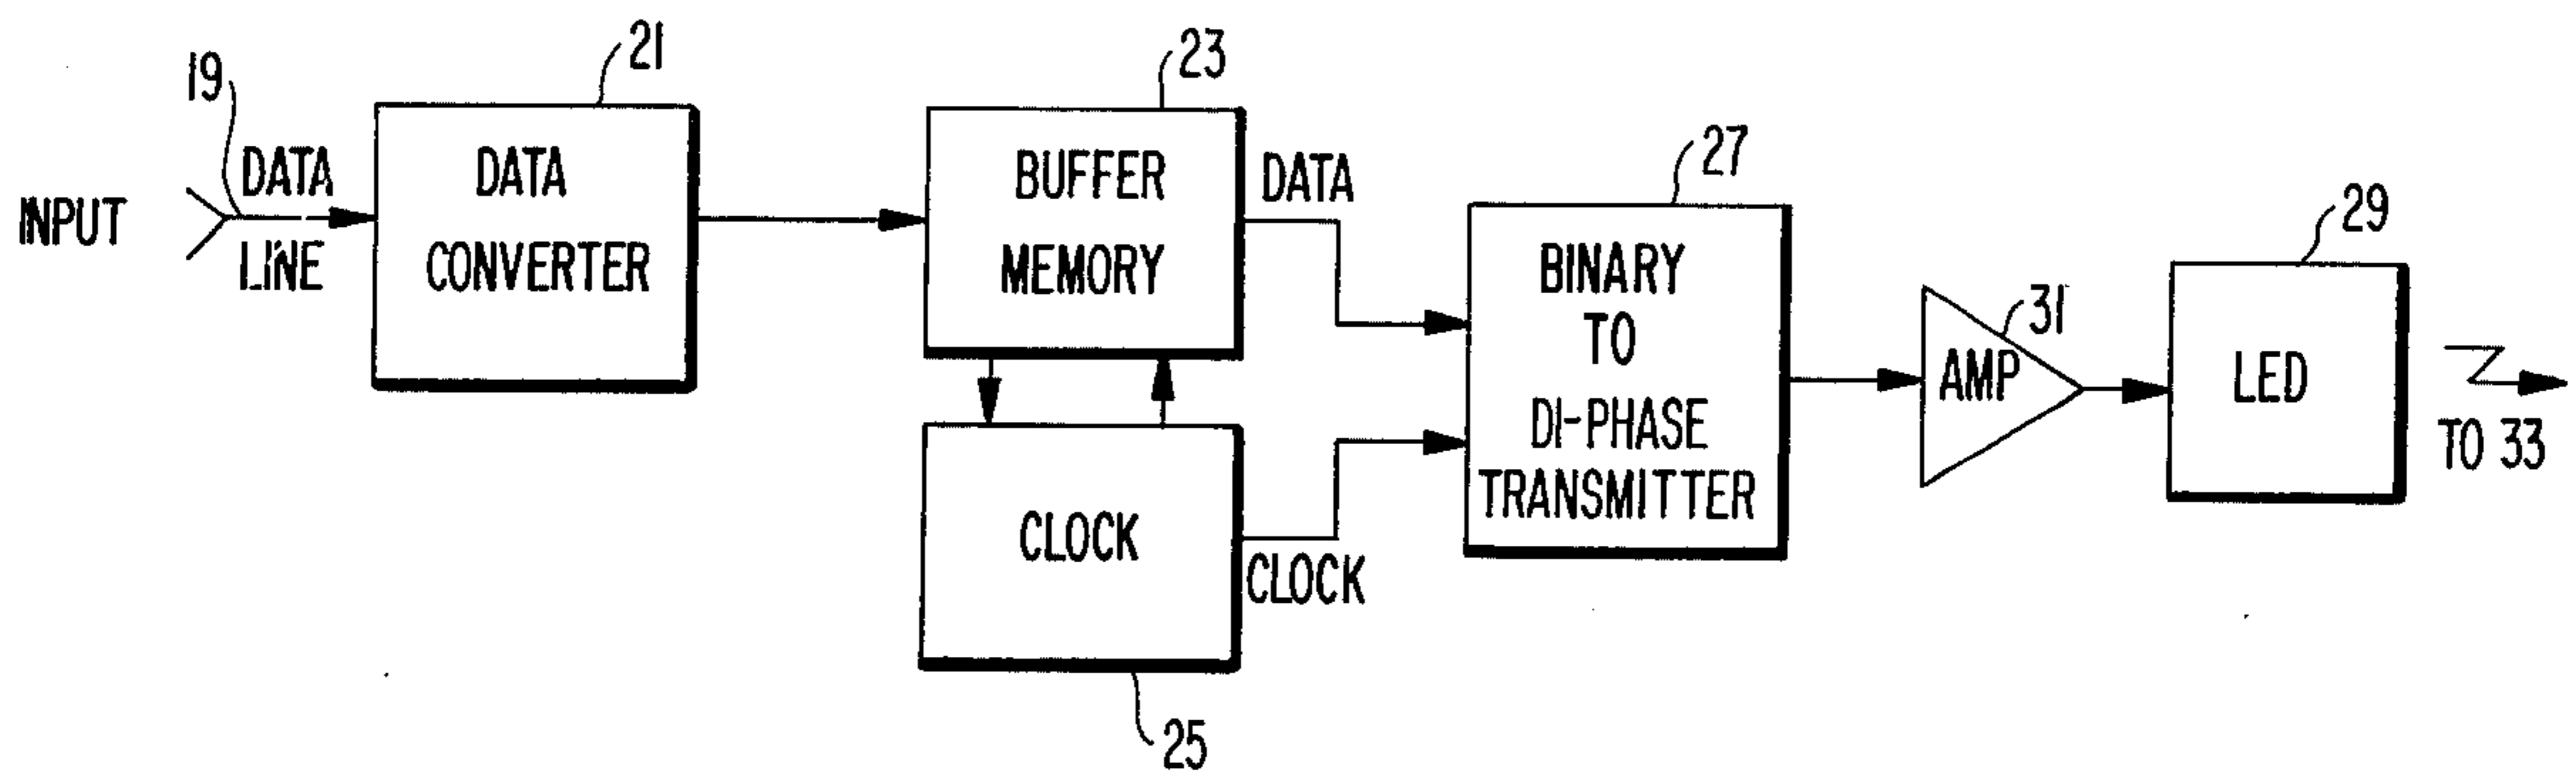 INPUT
19
DATA
LINE
21
DATA
CONVERTER
23
BUFFER
MEMORY
DATA
CLOCK
CLOCK
25
27
BINARY
TO
DI-PHASE
TRANSMITTER
31
AMP
29
LED
TO 33